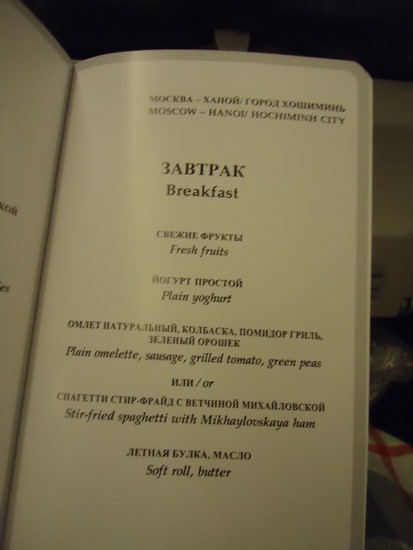 МОСКВА – ХАНОЙ/ ГОРОД ХОШИМИНЬ
MOSCOW – HANOI/ HOCHIMINH CITY
ЗАВТРАК
Breakfast
СВЕЖИЕ ФРУКТЫ
Fresh fruits
ЙОГУРТ ПРОСТОЙ
Plain yoghurt
ОМЛЕТ НАТУРАЛЬНЫЙ, КОЛБАСКА, ПОМИДОР ГРИЛЬ,
ЗЕЛЕНЫЙ ОРОШЕК
Plain omelette, sausage, grilled tomato, green peas
ИЛИ / or
СПАГЕТТИ СТИР-ФРАЙД С ВЕТЧИНОЙ МИХАЙЛОВСКОЙ
Stir-fried spaghetti with Mikhaylovskaya ham
ЛЕТНАЯ БУЛКА, МАСЛО
Soft roll, butter